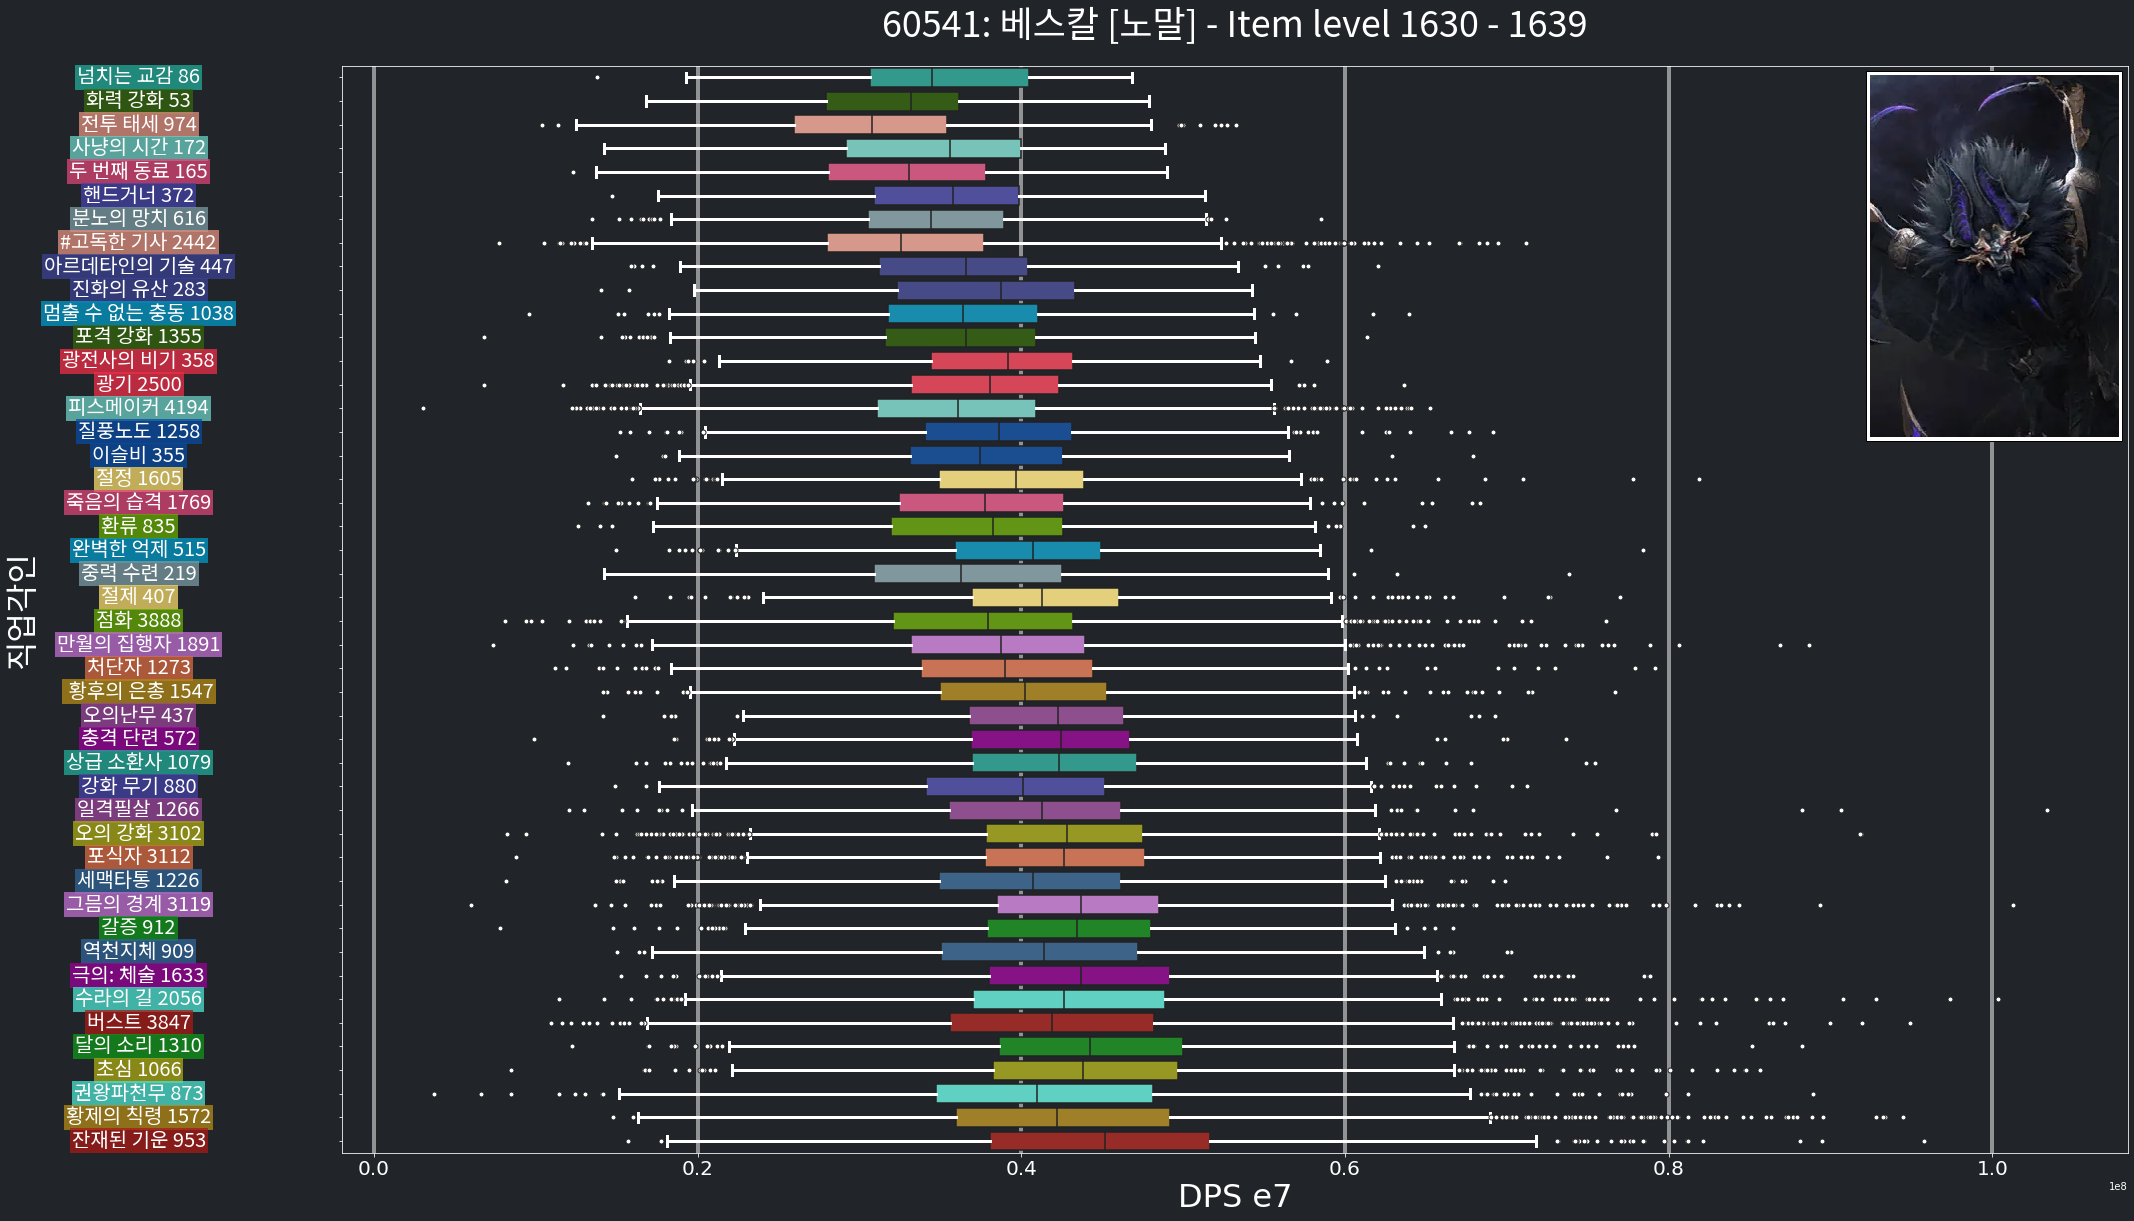 60541: 베스칼 [노말] - Item level 1630 - 1639
넘치는 교감 86
화력 강화 53
전투 태세 974
사냥의 시간 172
두 번째 동료 165
핸드거너 372
분노의 망치 616
#고독한 기사 2442
아르데타인의 기술 447
진화의 유산 283
멈출 수 없는 충동 1038
포격 강화 1355
광전사의 비기 358
광기 2500
피스메이커 4194
질풍노도 1258
이슬비 355
절정 1605
죽음의 습격 1769
환류 835
완벽한 억제 515
중력 수련 219
절제 407
점화 3888
만월의 집행자 1891
처단자 1273
황후의 은총 1547
오의난무 437
충격 단련 572
상급 소환사 1079
강화 무기 880
일격필살 1266
오의 강화 3102
포식자 3112
세맥타통 1226
그믐의 경계 3119
갈증 912
역천지체 909
극의: 체술 1633
수라의 길 2056
버스트 3847
달의 소리 1310
초심 1066
권왕파천무 873
황제의 칙령 1572
잔재된 기운 953
직업각인
0.0 0.2 0.4 0.6 0.8 1.0
DPS e7
1e8